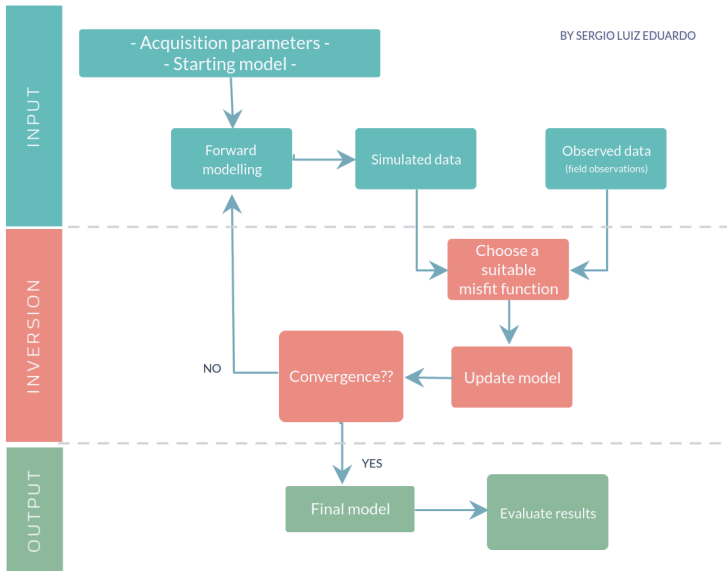 BY SERGIO LUIZ EDUARDO
INPUT
- Acquisition parameters -
- Starting model -
Forward
modelling
Simulated data
Observed data
(field observations)
INVERSION
Choose a
suitable
misfit function
NO
Convergence??
Update model
YES
OUTPUT
Final model
Evaluate results